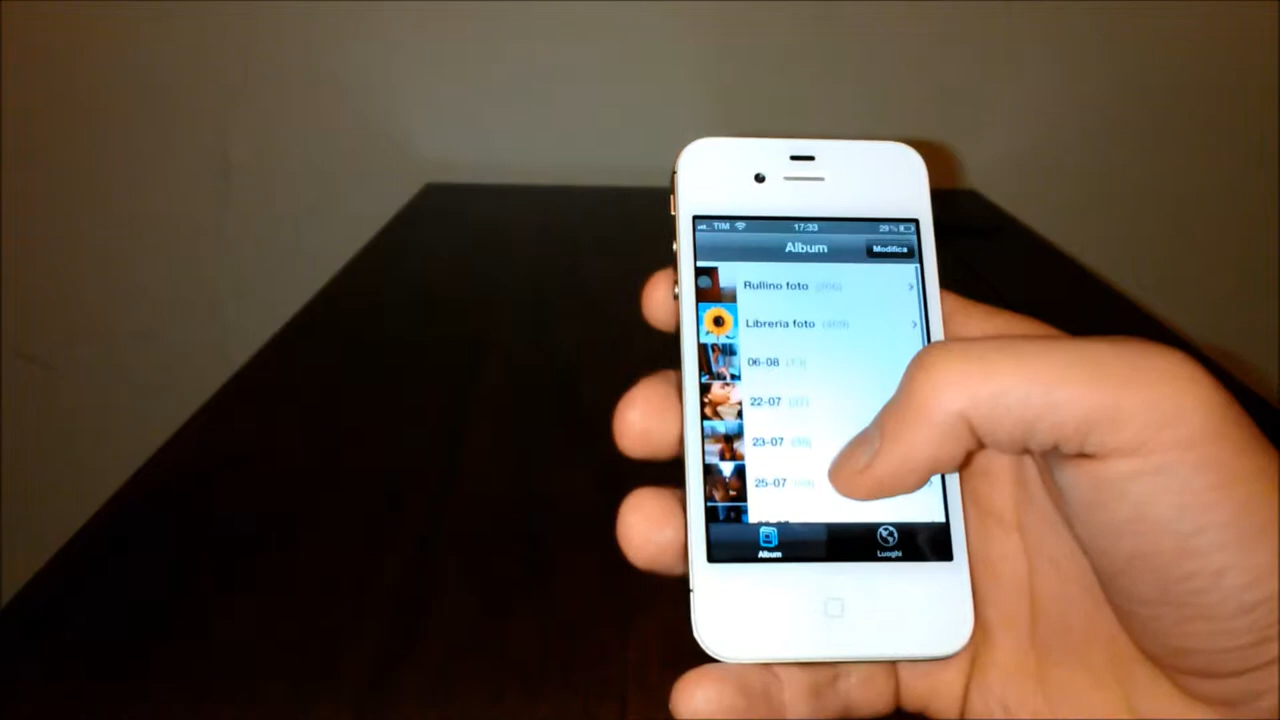 TIM 17:33 29%
Album Modifica
Rullino foto
Libreria foto
06-08
22-07
23-07
25-07
Album Luoghi